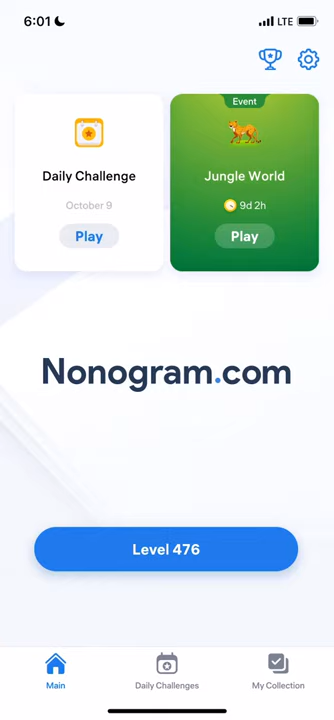 6:01
LTE
Event
Daily Challenge
Jungle World
October 9
9d 2h
Play
Play
Nonogram.com
Level 476
Main
Daily Challenges
My Collection